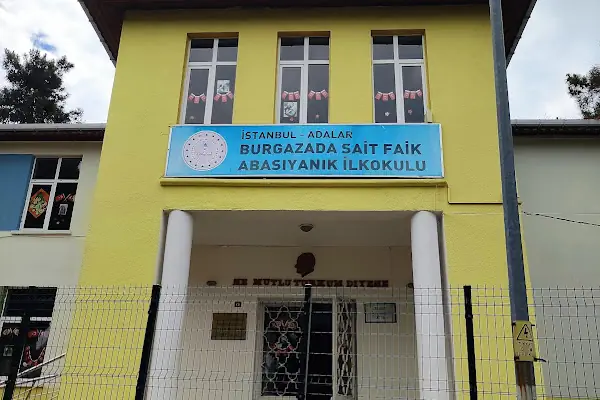 İSTANBUL - ADALAR
BURGAZADA SAİT FAİK
ABASIYANIK İLKOKULU
NE MUTLU TÜRKÜM DİYENE